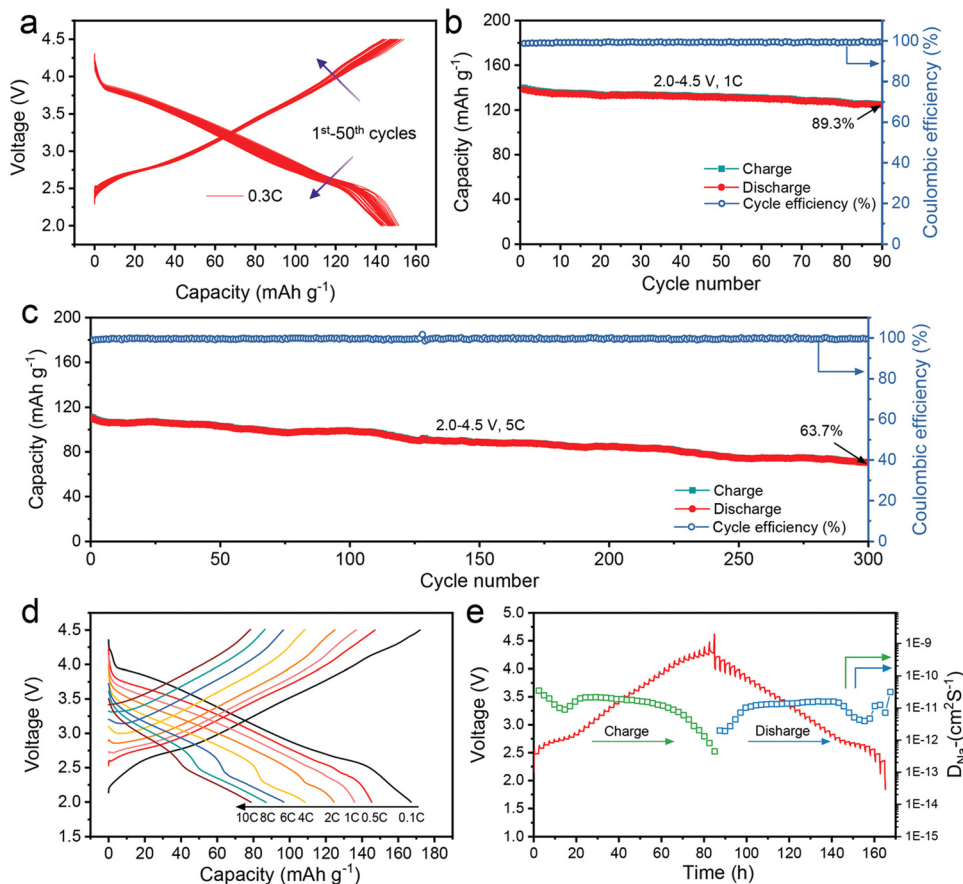 a
Voltage (V)
4.5
4.0
3.5
3.0
2.5
2.0
1st-50th cycles
0.3C
0 20 40 60 80 100 120 140 160
Capacity (mAh g-1)
b
Capacity (mAh g-1)
200
160
120
80
40
0
2.0-4.5 V, 1C
89.3%
Charge
Discharge
Cycle efficiency (%)
0 10 20 30 40 50 60 70 80 90
Cycle number
100
80
60
40
20
0
Coulombic efficiency (%)
c
Capacity (mAh g-1)
200
160
120
80
40
0
2.0-4.5 V, 5C
63.7%
Charge
Discharge
Cycle efficiency (%)
0 50 100 150 200 250 300
Cycle number
100
80
60
40
20
0
Coulombic efficiency (%)
d
Voltage (V)
4.5
4.0
3.5
3.0
2.5
2.0
1.5
10C 8C 6C 4C 2C 1C 0.5C 0.1C
0 20 40 60 80 100 120 140 160 180
Capacity (mAh g-1)
e
Voltage (V)
5.0
4.5
4.0
3.5
3.0
2.5
2.0
1.5
1.0
Charge
Disharge
0 20 40 60 80 100 120 140 160
Time (h)
1E-9
1E-10
1E-11
1E-12
1E-13
1E-14
1E-15
DNa-(cm2S-1)